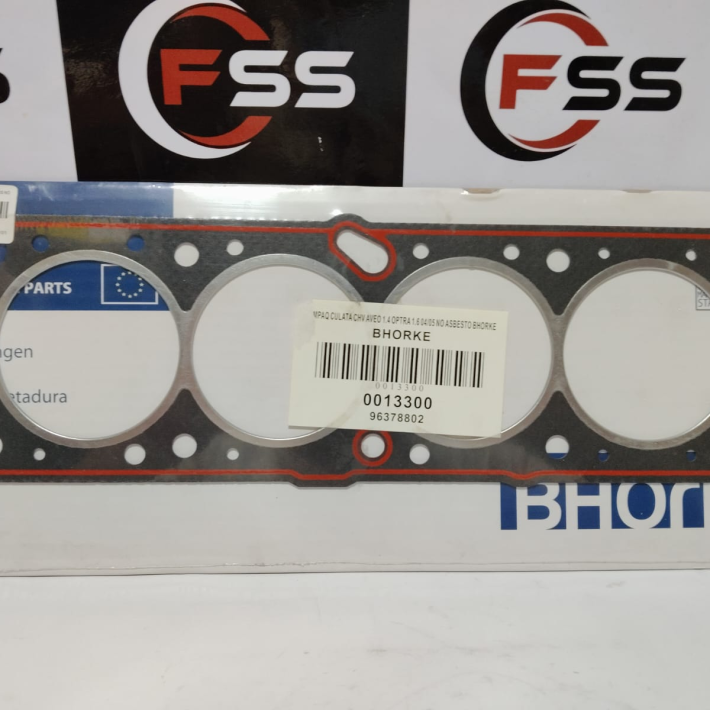 FSS
FSS
PARTS
gen
etadura
MPAQ CULATA CHV AVEO 1.4 OPTRA 1.6 04/05 NO ASBESTO BHORKE
BHORKE
0013300
0013300
96378802
BHOR